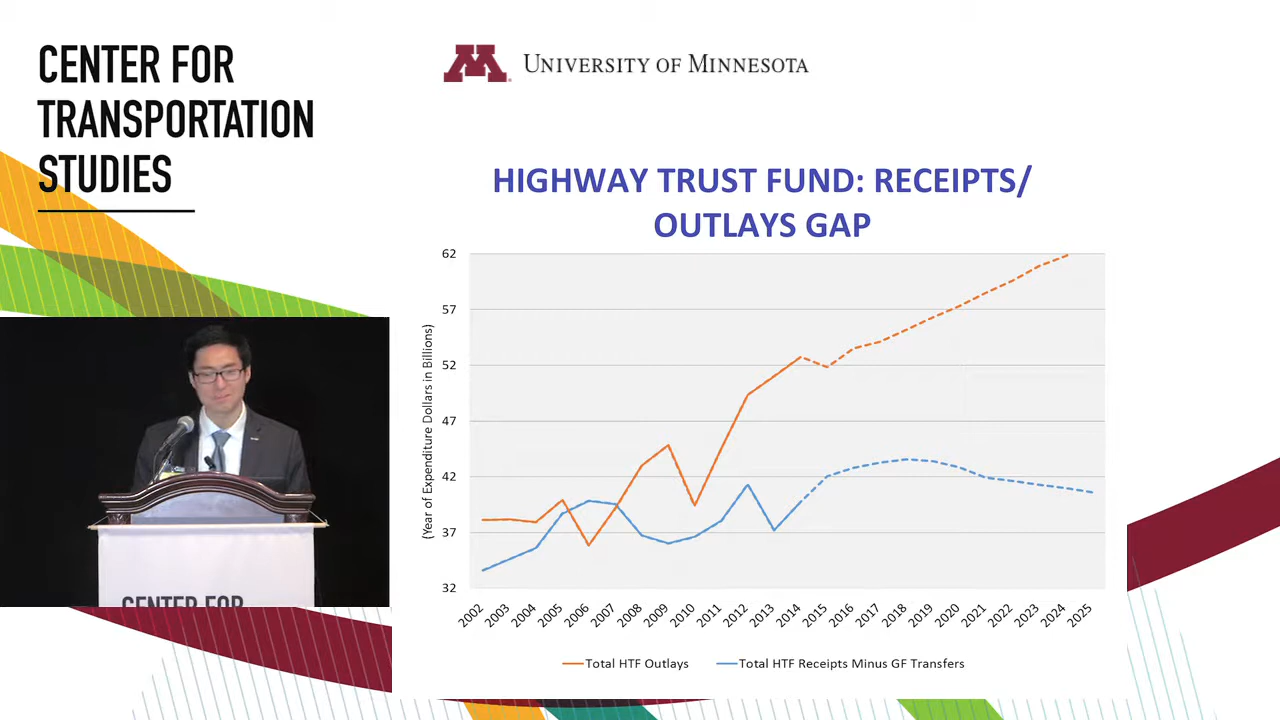 CENTER FOR
TRANSPORTATION
STUDIES
UNIVERSITY OF MINNESOTA
HIGHWAY TRUST FUND: RECEIPTS/
OUTLAYS GAP
(Year of Expenditure Dollars in Billions)
62
57
52
47
42
37
32
2002 2003 2004 2005 2006 2007 2008 2009 2010 2011 2012 2013 2014 2015 2016 2017 2018 2019 2020 2021 2022 2023 2024 2025
Total HTF Outlays Total HTF Receipts Minus GF Transfers
CENTER FOR